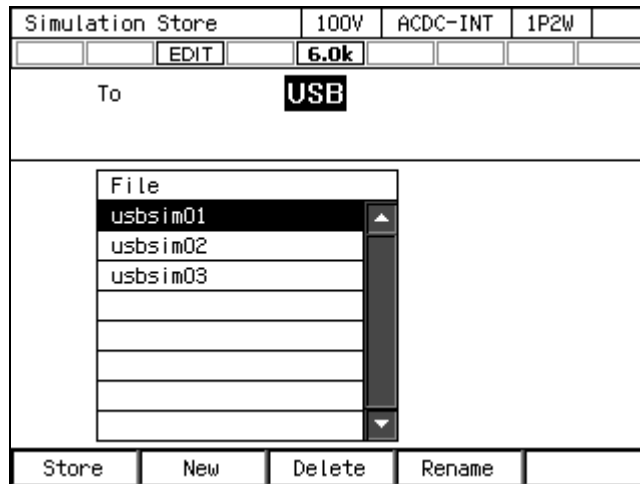 Simulation Store 100V ACDC-INT 1P2W
EDIT 6.0k
To USB
File
usbsim01
usbsim02
usbsim03
Store New Delete Rename